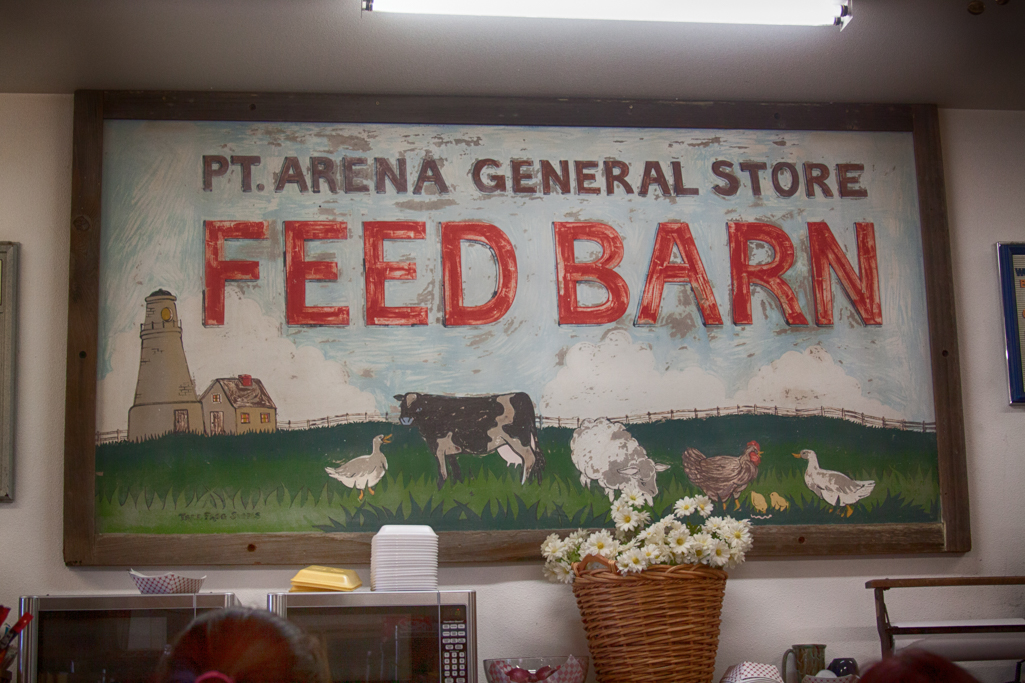 PT. ARENA GENERAL STORE
FEED BARN